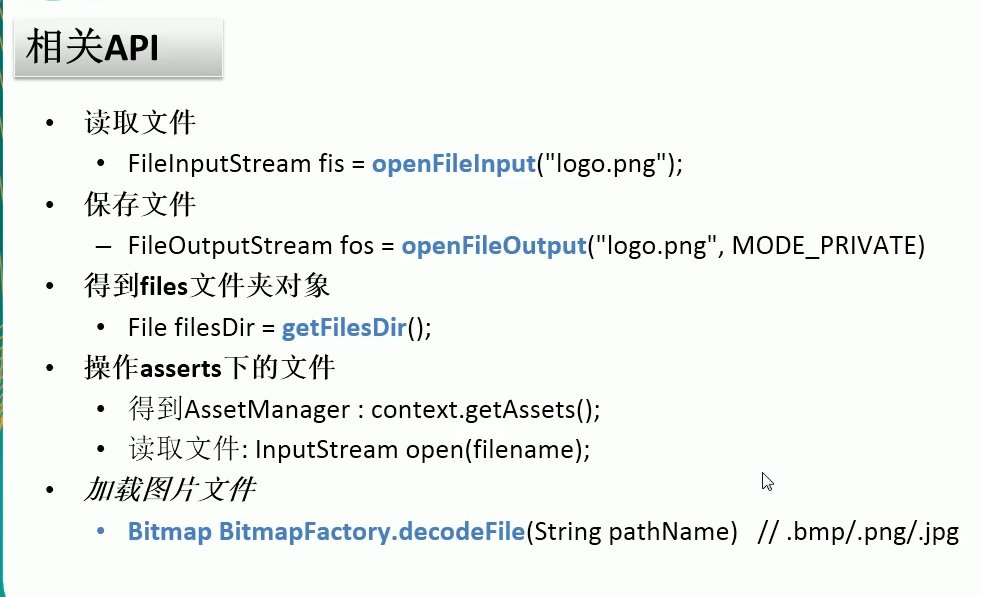 相关API
• 读取文件
• FileInputStream fis = openFileInput("logo.png");
• 保存文件
– FileOutputStream fos = openFileOutput("logo.png", MODE_PRIVATE)
• 得到files文件夹对象
• File filesDir = getFilesDir();
• 操作asserts下的文件
• 得到AssetManager : context.getAssets();
• 读取文件: InputStream open(filename);
• 加载图片文件
• Bitmap BitmapFactory.decodeFile(String pathName) // .bmp/.png/.jpg